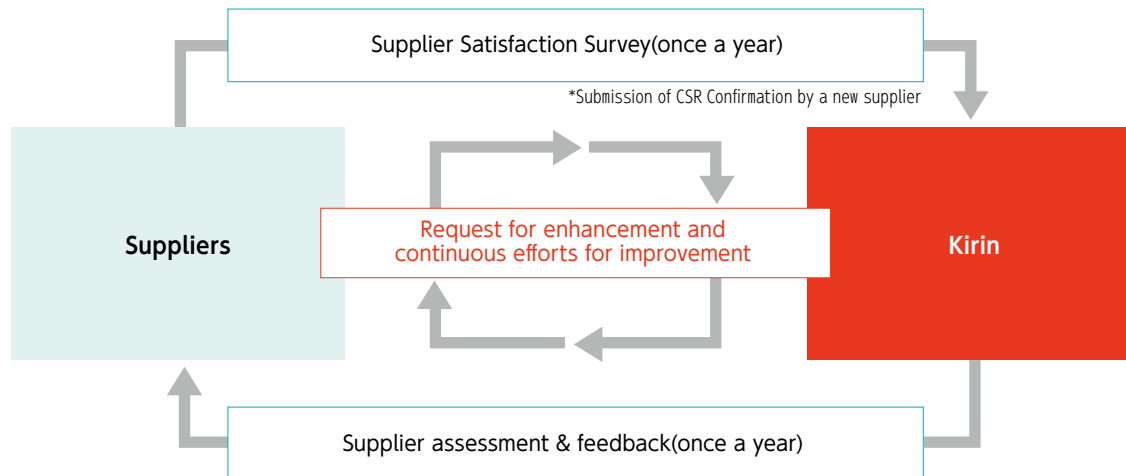 Supplier Satisfaction Survey(once a year)
*Submission of CSR Confirmation by a new supplier
Suppliers
Request for enhancement and
continuous efforts for improvement
Kirin
Supplier assessment & feedback(once a year)